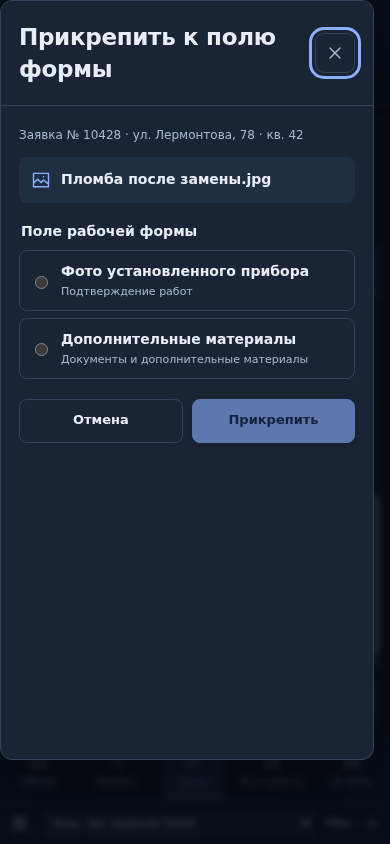 Прикрепить к полю
формы
Заявка № 10428 · ул. Лермонтова, 78 · кв. 42
Пломба после замены.jpg
Поле рабочей формы
Фото установленного прибора
Подтверждение работ
Дополнительные материалы
Документы и дополнительные материалы
Отмена
Прикрепить